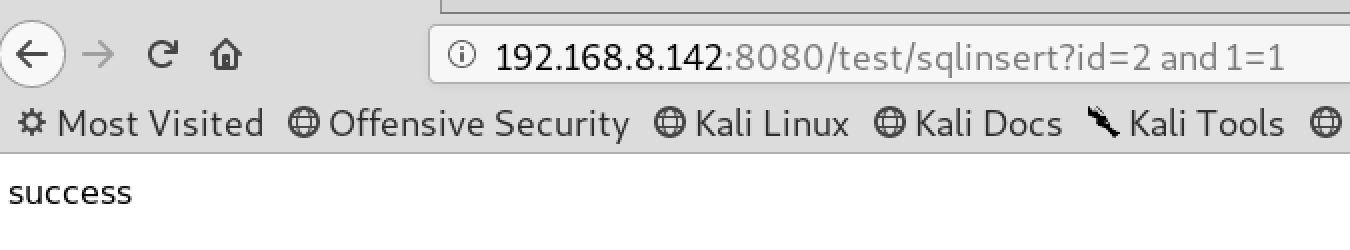 192.168.8.142:8080/test/sqlinsert?id=2 and 1=1
Most Visited Offensive Security Kali Linux Kali Docs Kali Tools
success